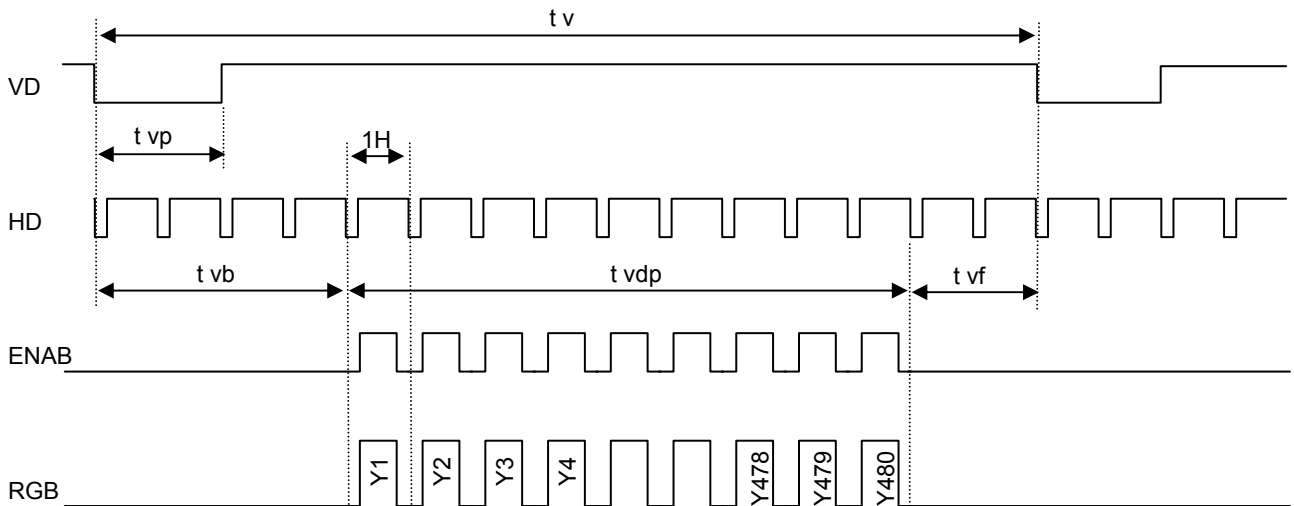 t v
VD
t vp
1H
HD
t vb
t vdp
t vf
ENAB
Y1
Y2
Y3
Y4
Y478
Y479
Y480
RGB